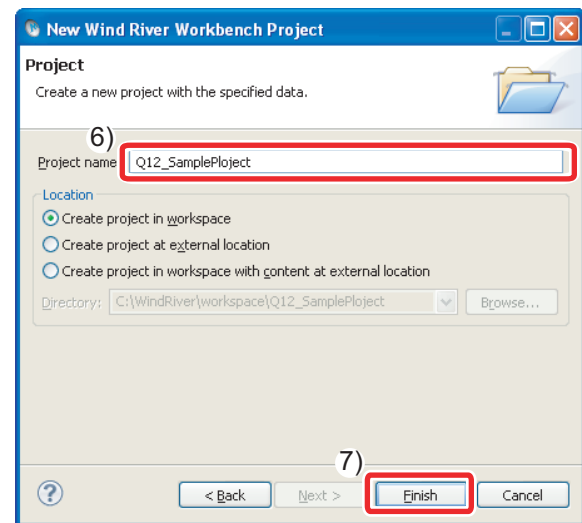 New Wind River Workbench Project
Project
Create a new project with the specified data.
6)
Project name Q12_SamplePloject
Location
Create project in workspace
Create project at external location
Create project in workspace with content at external location
Directory: C:\WindRiver\workspace\Q12_SamplePloject Browse...
7)
? < Back Next > Finish Cancel